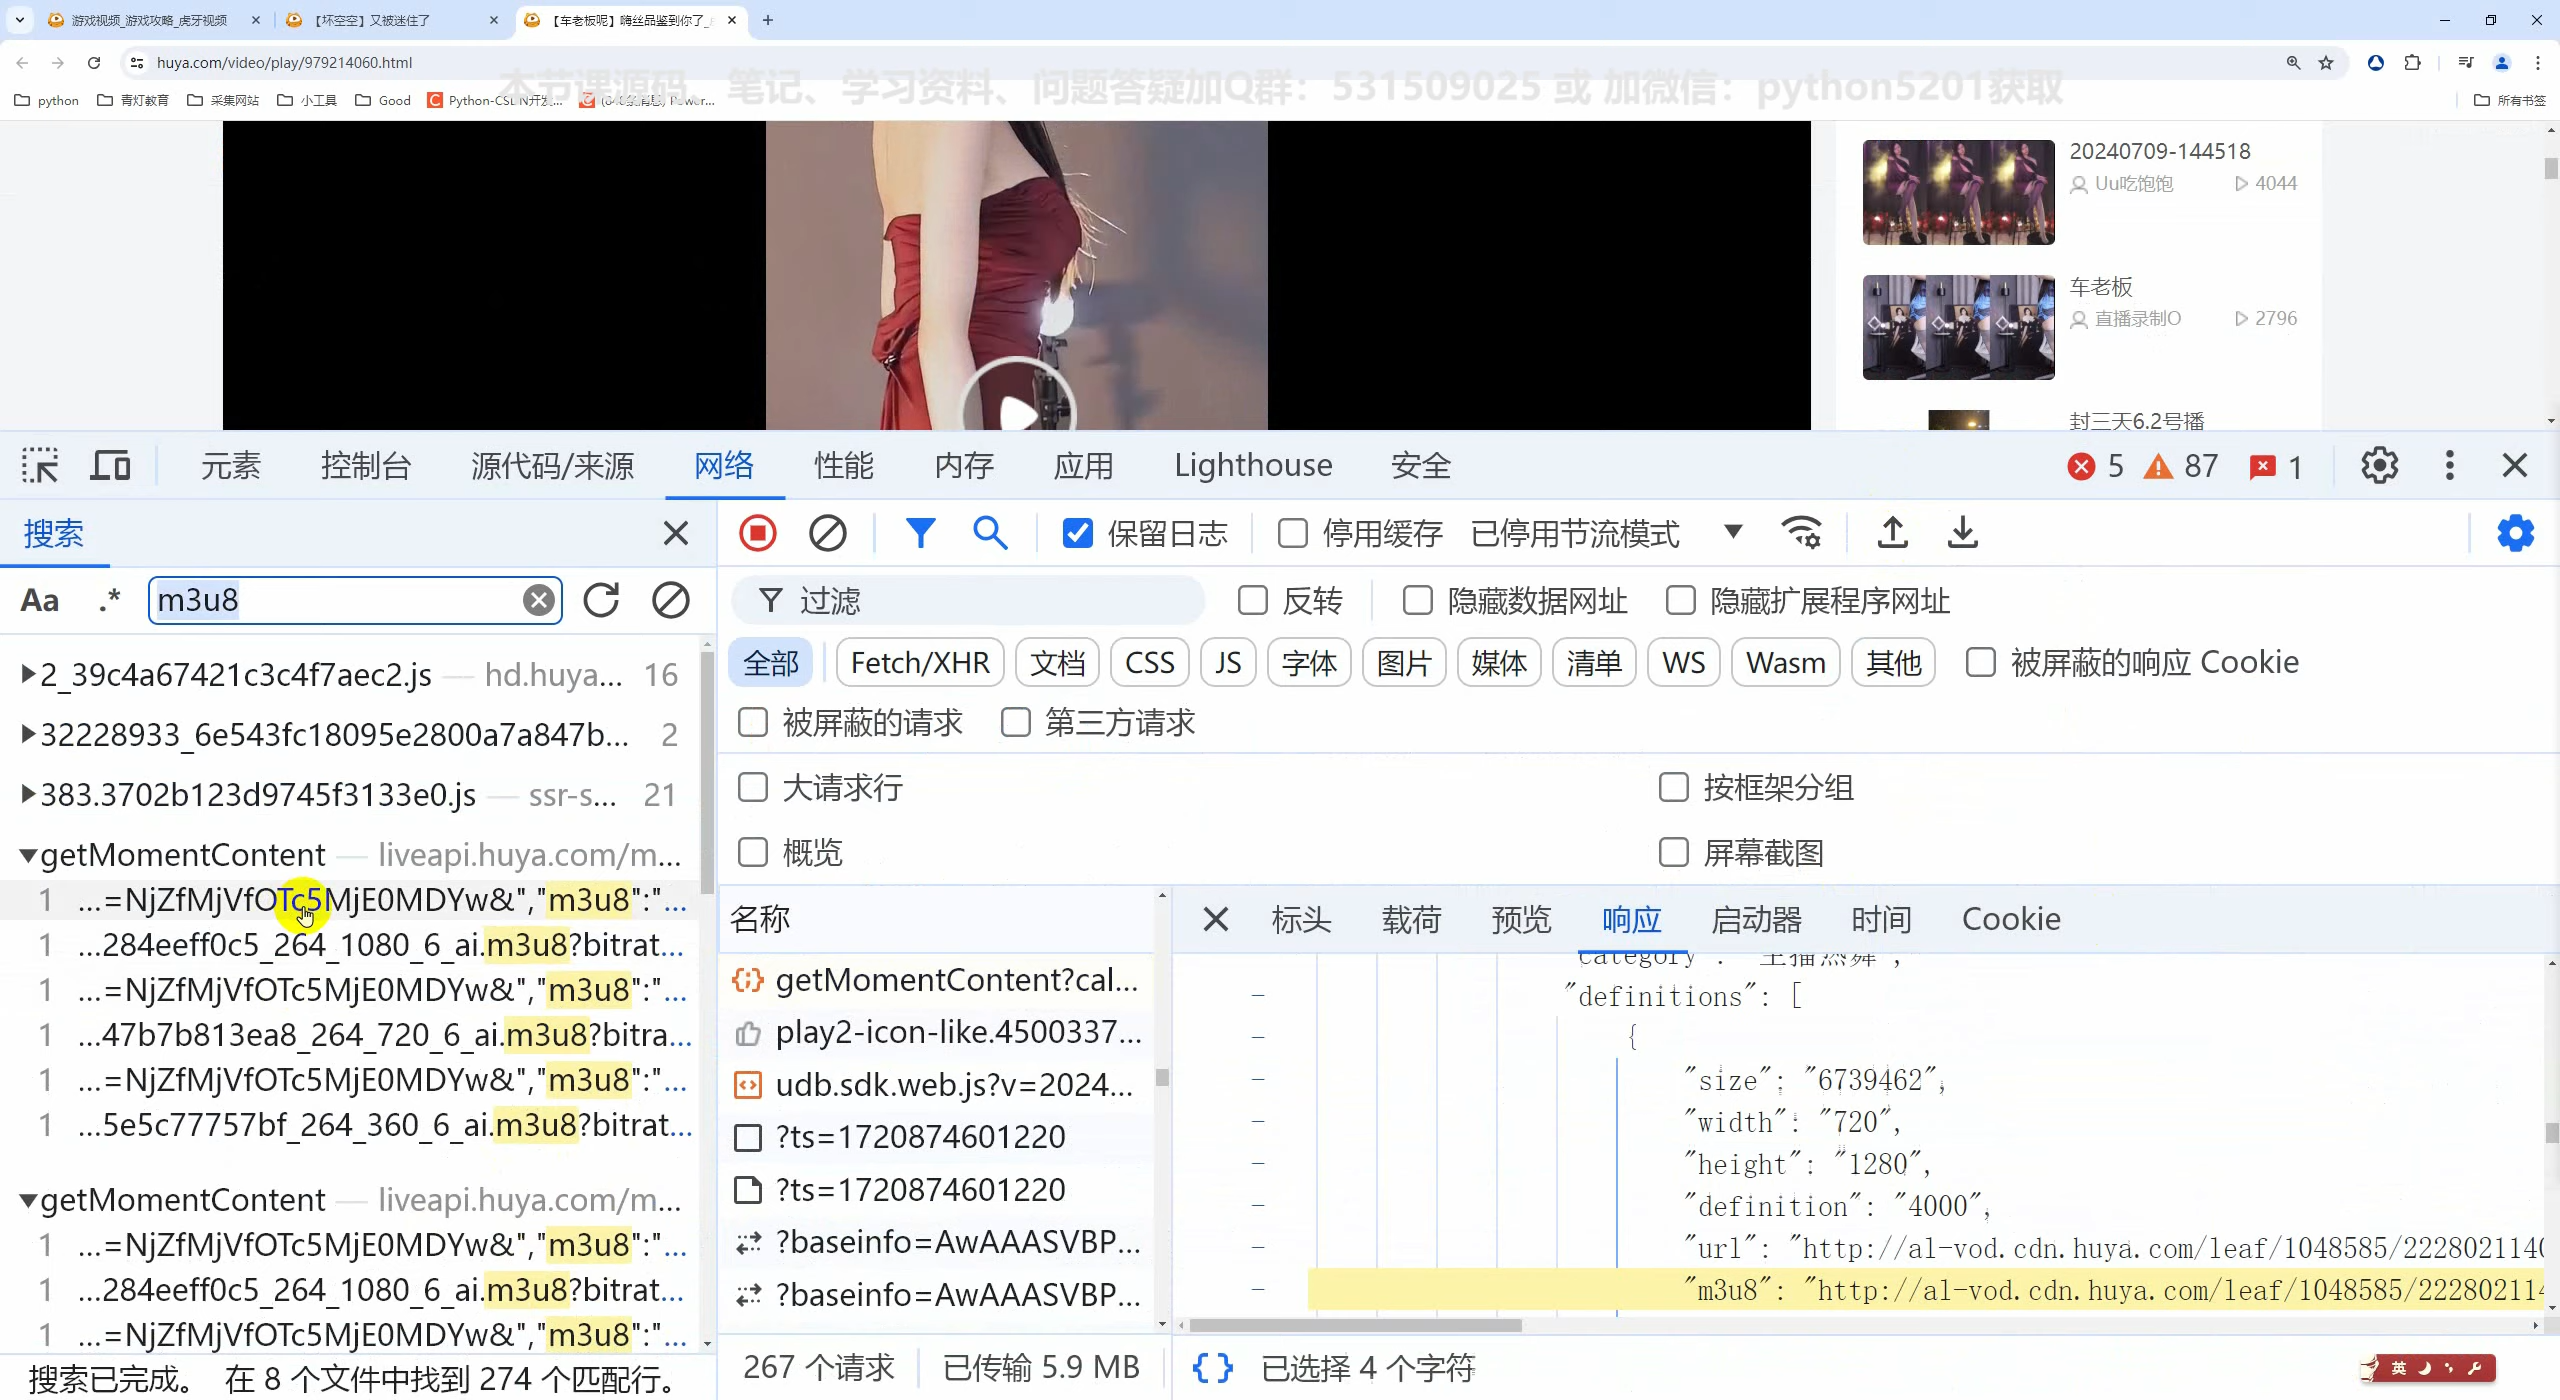 游戏视频_游戏攻略_虎牙视频
【坏空空】又被迷住了
【车老板呢】嗨丝品鉴到你了_
huya.com/video/play/979214060.html
本节课源码、笔记、学习资料、问题答疑加Q群：531509025 或 加微信：python5201获取
python
青灯教育
采集网站
小工具
Good
Python-CSDN开发...
所有书签
20240709-144518
Uu吃饱饱
4044
车老板
直播录制O
2796
封三天6.2号播
元素
控制台
源代码/来源
网络
性能
内存
应用
Lighthouse
安全
5
87
1
搜索
保留日志
停用缓存
已停用节流模式
Aa
.*
m3u8
过滤
反转
隐藏数据网址
隐藏扩展程序网址
全部
Fetch/XHR
文档
CSS
JS
字体
图片
媒体
清单
WS
Wasm
其他
被屏蔽的响应 Cookie
被屏蔽的请求
第三方请求
大请求行
按框架分组
概览
屏幕截图
2_39c4a67421c3c4f7aec2.js — hd.huya... 16
32228933_6e543fc18095e2800a7a847b... 2
383.3702b123d9745f3133e0.js — ssr-s... 21
getMomentContent — liveapi.huya.com/m...
1 ...=NjZfMjVfOTc5MjE0MDYw&","m3u8":"...
1 ...284eeff0c5_264_1080_6_ai.m3u8?bitrat...
1 ...=NjZfMjVfOTc5MjE0MDYw&","m3u8":"...
1 ...47b7b813ea8_264_720_6_ai.m3u8?bitra...
1 ...=NjZfMjVfOTc5MjE0MDYw&","m3u8":"...
1 ...5e5c77757bf_264_360_6_ai.m3u8?bitrat...
getMomentContent — liveapi.huya.com/m...
1 ...=NjZfMjVfOTc5MjE0MDYw&","m3u8":"...
1 ...284eeff0c5_264_1080_6_ai.m3u8?bitrat...
1 ...=NjZfMjVfOTc5MjE0MDYw&","m3u8":"...
搜索已完成。 在 8 个文件中找到 274 个匹配行。
名称
getMomentContent?cal...
play2-icon-like.4500337...
udb.sdk.web.js?v=2024...
?ts=1720874601220
?ts=1720874601220
?baseinfo=AwAAASVBP...
?baseinfo=AwAAASVBP...
267 个请求
已传输 5.9 MB
标头
载荷
预览
响应
启动器
时间
Cookie
"category": "主播热舞",
"definitions": [
{
"size": "6739462",
"width": "720",
"height": "1280",
"definition": "4000",
"url": "http://al-vod.cdn.huya.com/leaf/1048585/2228021140
"m3u8": "http://al-vod.cdn.huya.com/leaf/1048585/222802114
{}
已选择 4 个字符
英